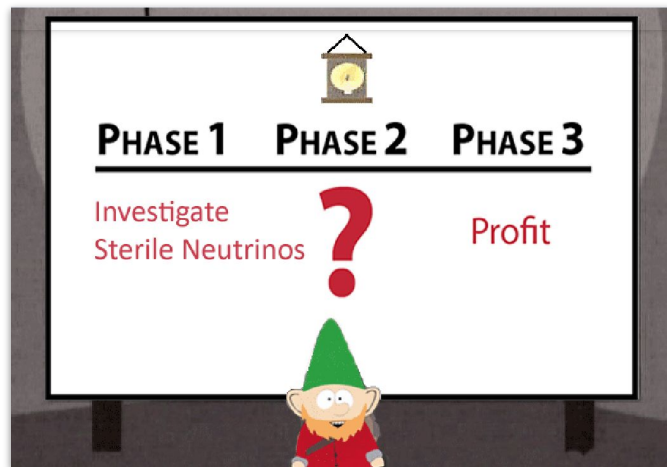 PHASE 1 PHASE 2 PHASE 3
Investigate
Sterile Neutrinos
?
Profit